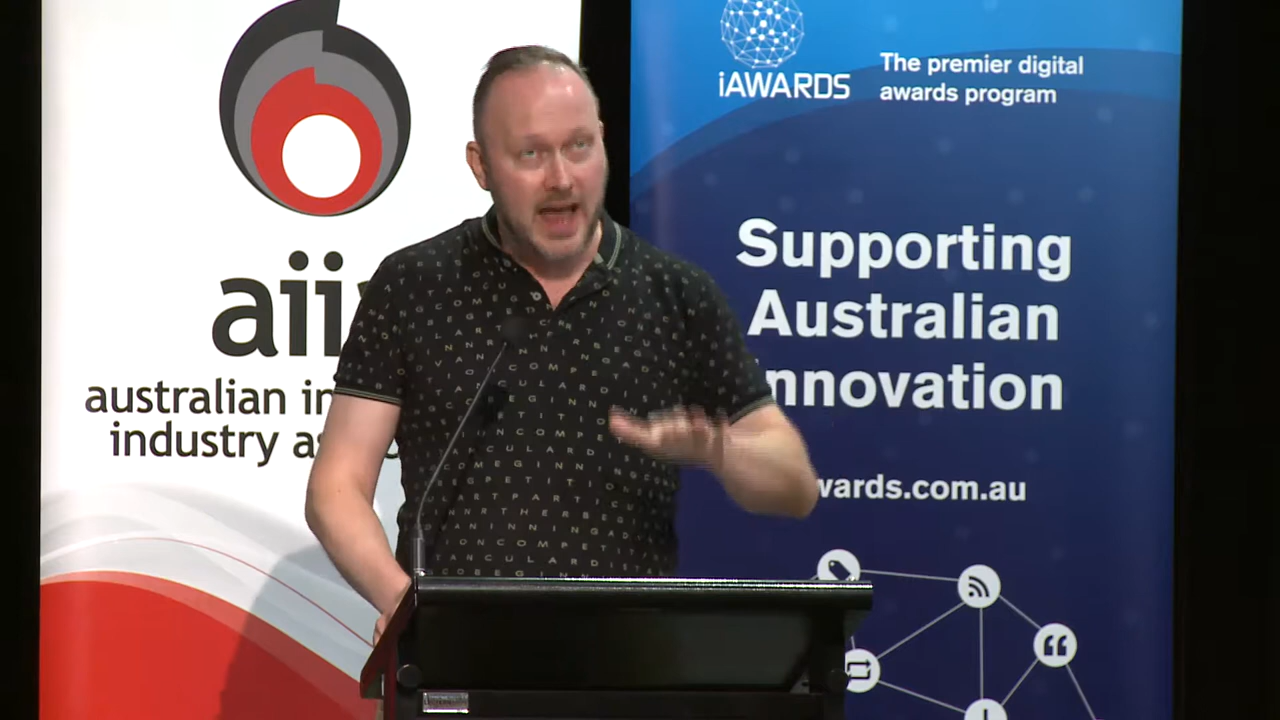 aii
australian in
industry as
iAWARDS
The premier digital
awards program
Supporting
Australian
nnovation
wards.com.au